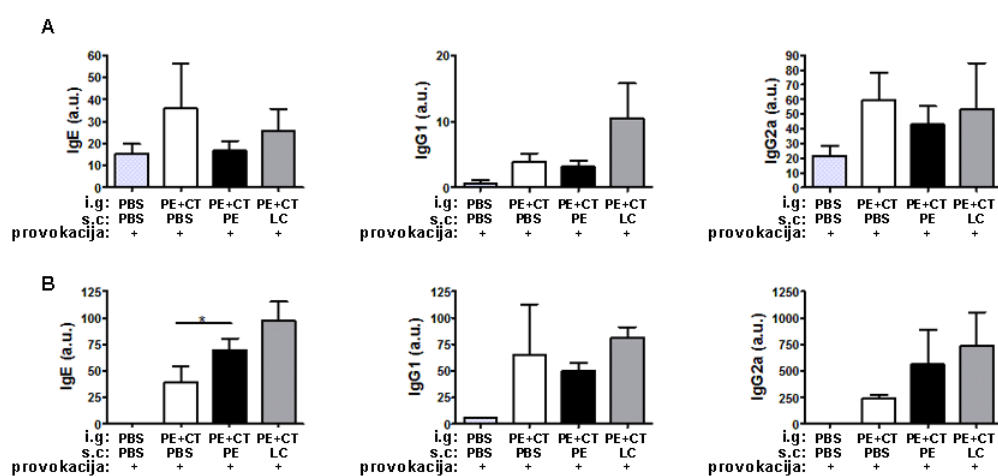 A
60
50
40
30
20
10
0
IgE (a.u.)
i.g: PBS PE+CT PE+CT PE+CT
s.c: PBS PBS PE LC
provokacija: + + + +
20
10
0
IgG1 (a.u.)
i.g: PBS PE+CT PE+CT PE+CT
s.c: PBS PBS PE LC
provokacija: + + + +
90
80
70
60
50
40
30
20
10
0
IgG2a (a.u.)
i.g: PBS PE+CT PE+CT PE+CT
s.c: PBS PBS PE LC
provokacija: + + + +
B
125
100
75
50
25
0
IgE (a.u.)
*
i.g: PBS PE+CT PE+CT PE+CT
s.c: PBS PBS PE LC
provokacija: + + + +
125
100
75
50
25
0
IgG1 (a.u.)
i.g: PBS PE+CT PE+CT PE+CT
s.c: PBS PBS PE LC
provokacija: + + + +
1250
1000
750
500
250
0
IgG2a (a.u.)
i.g: PBS PE+CT PE+CT PE+CT
s.c: PBS PBS PE LC
provokacija: + + + +